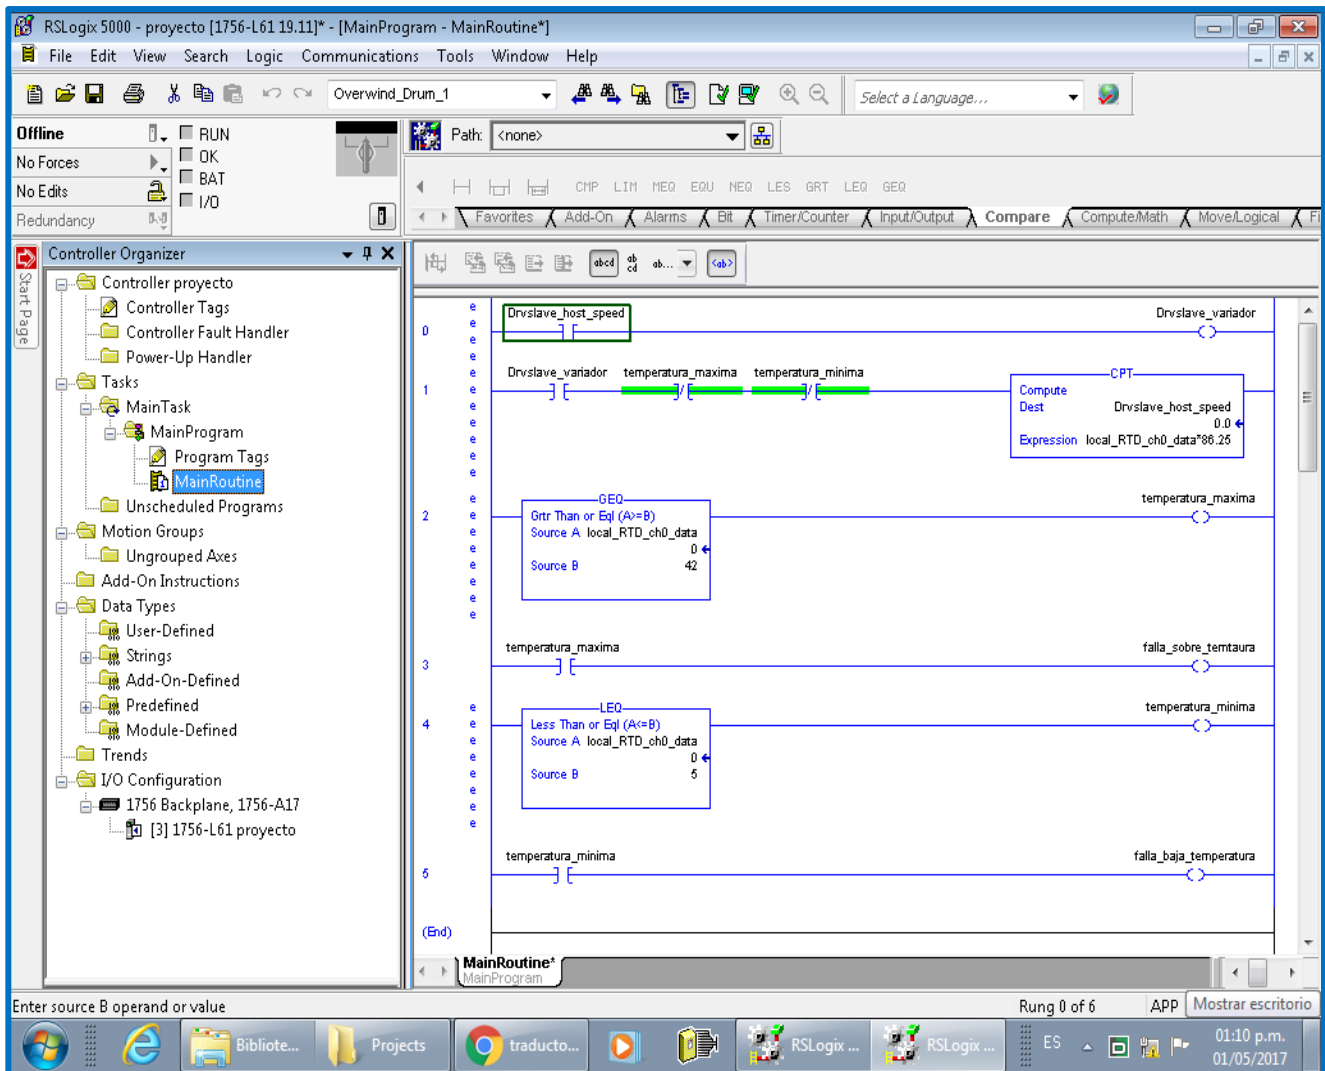 RSLogix 5000 - proyecto [1756-L61 19.11]* - [MainProgram - MainRoutine*]
File Edit View Search Logic Communications Tools Window Help
Overwind_Drum_1
Select a Language...
Offline
RUN
No Forces
OK
No Edits
BAT
Redundancy
I/O
Path: <none>
CMP LIM MEQ EQU NEQ LES GRT LEQ GEQ
Favorites Add-On Alarms Bit Timer/Counter Input/Output Compare Compute/Math Move/Logical Fi
Start Page
Controller Organizer
Controller proyecto
Controller Tags
Controller Fault Handler
Power-Up Handler
Tasks
MainTask
MainProgram
Program Tags
MainRoutine
Unscheduled Programs
Motion Groups
Ungrouped Axes
Add-On Instructions
Data Types
User-Defined
Strings
Add-On-Defined
Predefined
Module-Defined
Trends
I/O Configuration
1756 Backplane, 1756-A17
[3] 1756-L61 proyecto
abcd ab cd ab... <ab>
0
Drvslave_host_speed
Drvslave_variador
1
Drvslave_variador temperatura_maxima temperatura_minima
CPT
Compute
Dest Drvslave_host_speed
0.0
Expression local_RTD_ch0_data*86.25
2
GEQ
Grtr Than or Eql (A>=B)
Source A local_RTD_ch0_data
0
Source B 42
temperatura_maxima
3
temperatura_maxima
falla_sobre_temtaura
4
LEQ
Less Than or Eql (A<=B)
Source A local_RTD_ch0_data
0
Source B 5
temperatura_minima
5
temperatura_minima
falla_baja_temperatura
(End)
MainRoutine*
MainProgram
Enter source B operand or value
Rung 0 of 6
APP
Mostrar escritorio
Bibliote...
Projects
traducto...
RSLogix ...
RSLogix ...
ES
01:10 p.m.
01/05/2017